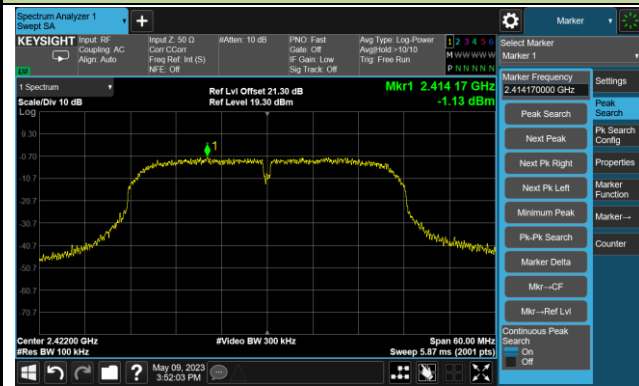 Spectrum Analyzer 1
Swept SA
Marker
KEYSIGHT
Input: RF
Coupling: AC
Align: Auto
Input Z: 50 Ω
Corr CCorr
Freq Ref: Int (S)
NFE: Off
#Atten: 10 dB
PNO: Fast
Gate: Off
IF Gain: Low
Sig Track: Off
Avg Type: Log-Power
Avg|Hold:>10/10
Trig: Free Run
1 2 3 4 5 6
M W W W W W
P N N N N N
LVI
Select Marker
Marker 1
1 Spectrum
Scale/Div 10 dB
Log
Ref Lvl Offset 21.30 dB
Ref Level 19.30 dBm
Mkr1 2.414 17 GHz
-1.13 dBm
9.30
-0.70
-10.7
-20.7
-30.7
-40.7
-50.7
-60.7
-70.7
1
Center 2.42200 GHz
#Res BW 100 kHz
#Video BW 300 kHz
Span 60.00 MHz
Sweep 5.87 ms (2001 pts)
Marker Frequency
2.414170000 GHz
Peak Search
Next Peak
Next Pk Right
Next Pk Left
Minimum Peak
Pk-Pk Search
Marker Delta
Mkr→CF
Mkr→Ref Lvl
Continuous Peak
Search
On
Off
Settings
Peak
Search
Pk Search
Config
Properties
Marker
Function
Marker→
Counter
May 09, 2023
3:52:03 PM